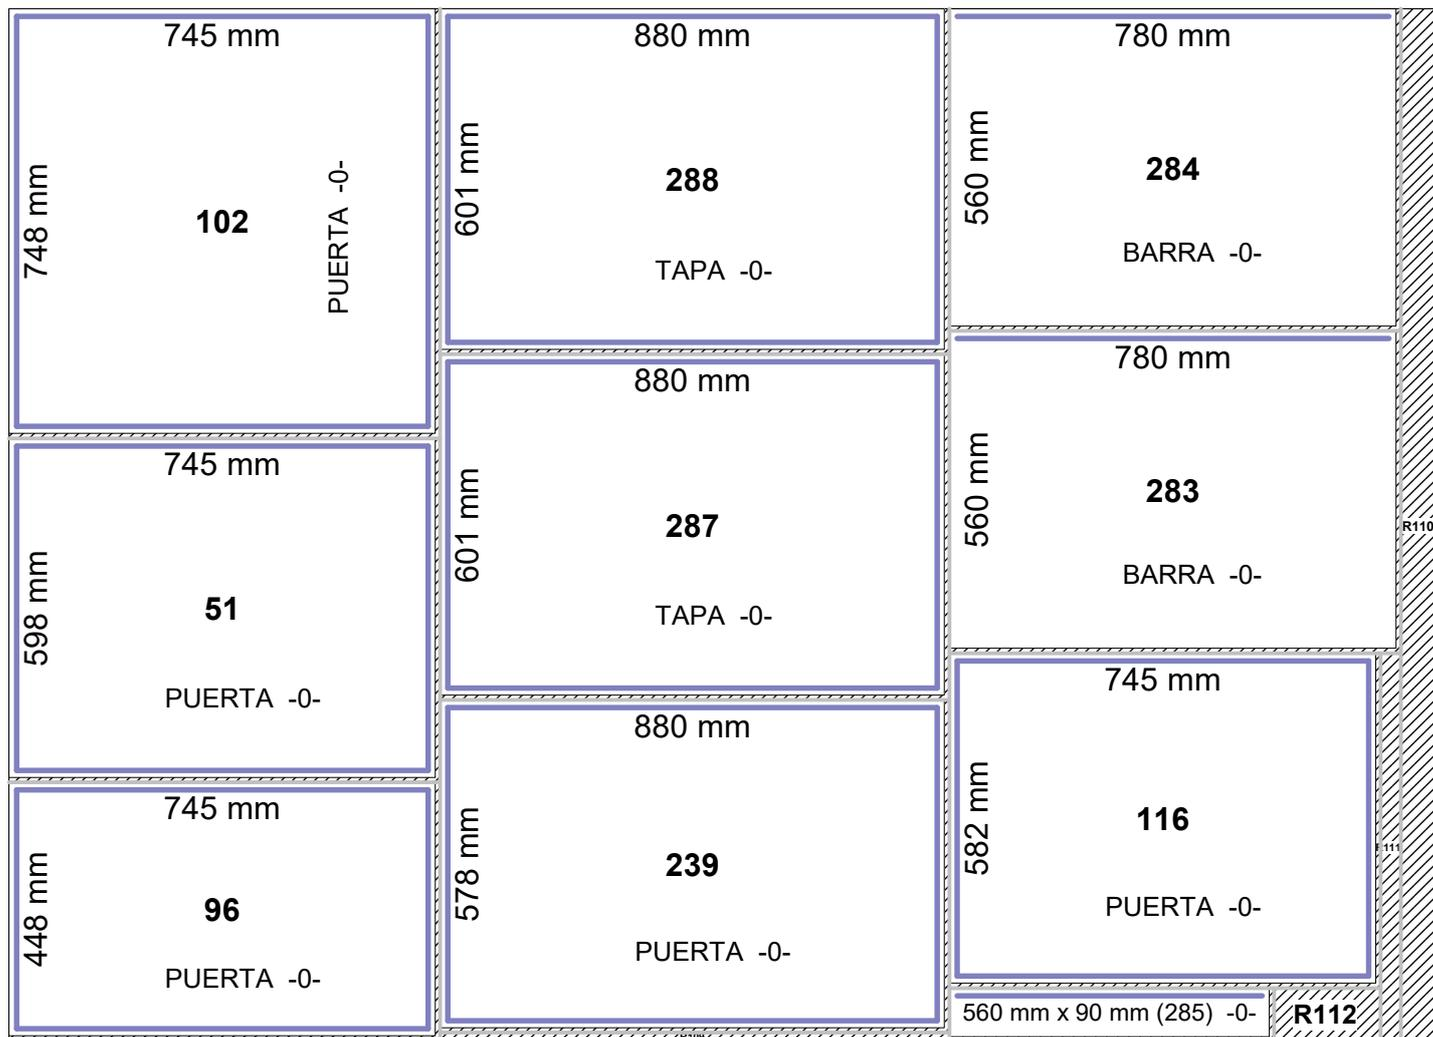 745 mm
748 mm
102
PUERTA -0-
745 mm
598 mm
51
PUERTA -0-
745 mm
448 mm
96
PUERTA -0-
880 mm
601 mm
288
TAPA -0-
880 mm
601 mm
287
TAPA -0-
880 mm
578 mm
239
PUERTA -0-
780 mm
560 mm
284
BARRA -0-
780 mm
560 mm
283
BARRA -0-
745 mm
582 mm
116
PUERTA -0-
560 mm x 90 mm (285) -0-
R112
R110